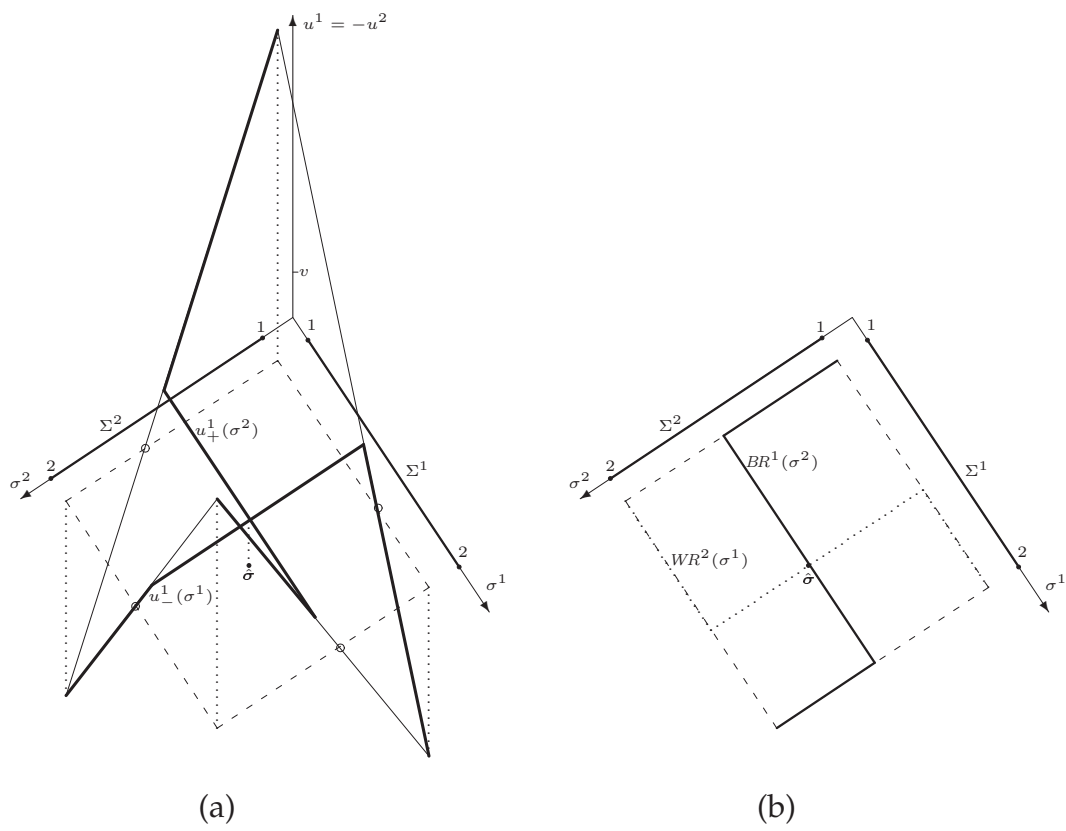 u¹ = −u²
v
1 1
Σ²
u¹₊(σ²)
σ² 2
Σ¹
2
σ¹
σ̂
u¹₋(σ¹)
(a)
1 1
Σ²
BR¹(σ²)
σ² 2
Σ¹
WR²(σ¹)
2
σ¹
σ̂
(b)